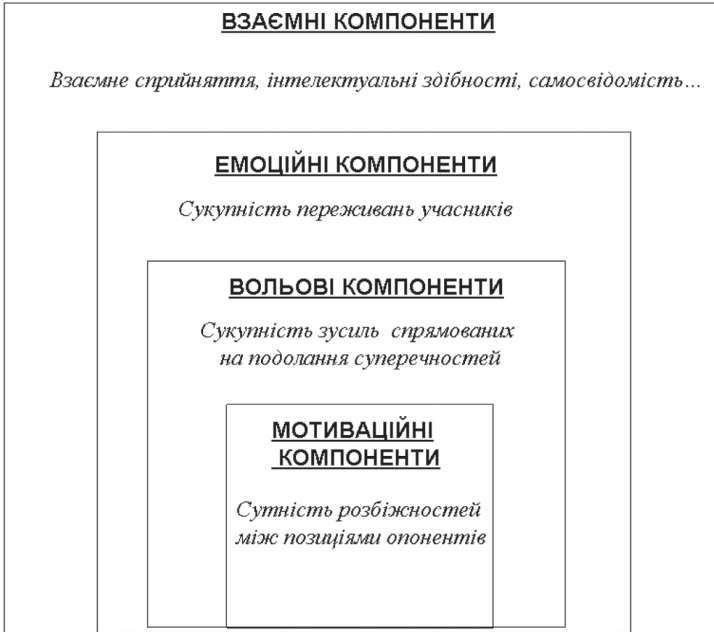 ВЗАЄМНІ КОМПОНЕНТИ
Взаємне сприйняття, інтелектуальні здібності, самосвідомість...
ЕМОЦІЙНІ КОМПОНЕНТИ
Сукупність переживань учасників
ВОЛЬОВІ КОМПОНЕНТИ
Сукупність зусиль спрямованих
на подолання суперечностей
МОТИВАЦІЙНІ
КОМПОНЕНТИ
Сутність розбіжностей
між позиціями опонентів